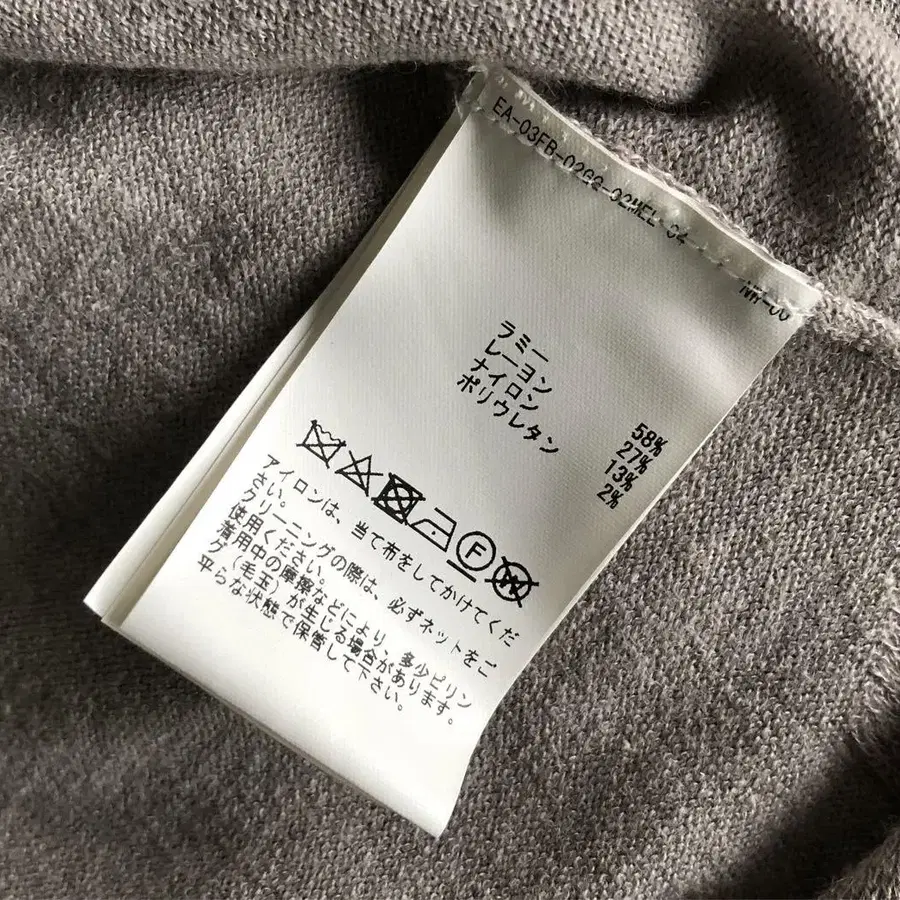 EA-03FB-02GG-02MEL-04
ラミー 58%
レーヨン 27%
ナイロン 13%
ポリウレタン 2%
F
W
アイロンは、当て布をしてかけてくだ
さい。
クリーニングの際は、必ずネットをご
使用ください。
着用中の摩擦などにより、多少ピリン
グ(毛玉)が生じる場合があります。
平らな状態で保管して下さい。